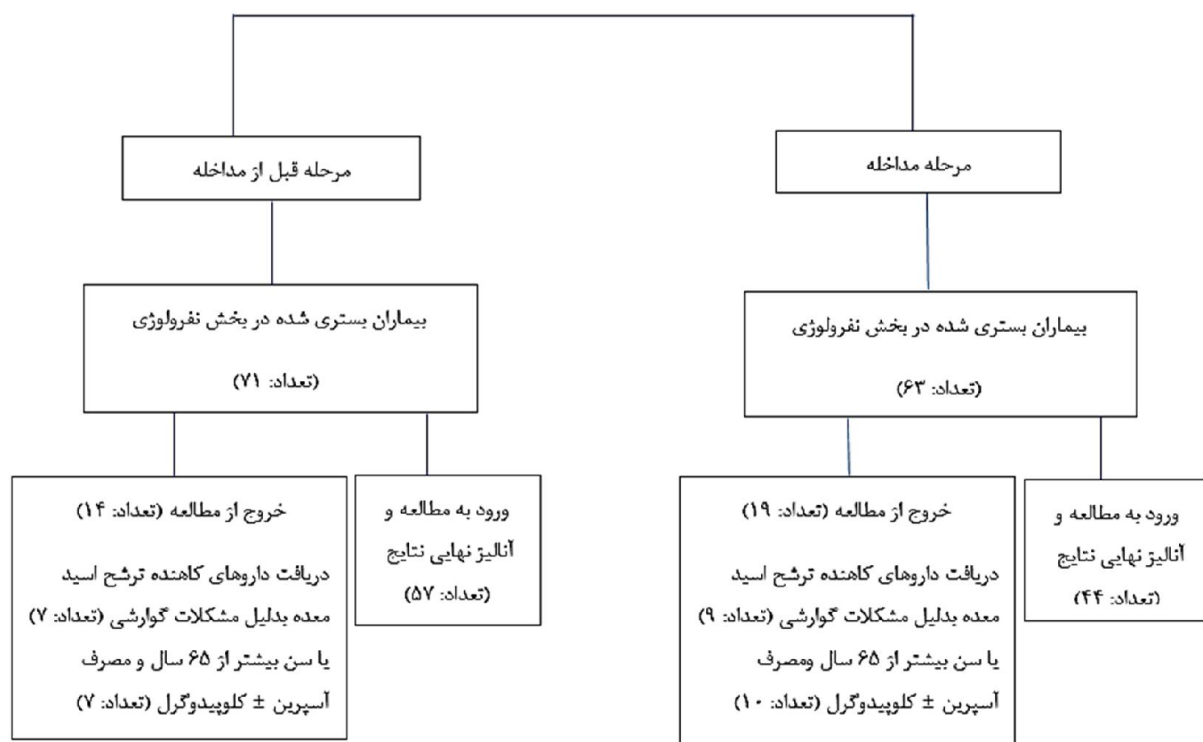 مرحله مداخله
مرحله قبل از مداخله
بیماران بستری شده در بخش نفرولوژی
(تعداد: ۶۳)
بیماران بستری شده در بخش نفرولوژی
(تعداد: ۷۱)
ورود به مطالعه و
آنالیز نهایی نتایج
(تعداد: ۴۴)
خروج از مطالعه (تعداد: ۱۹)
دریافت داروهای کاهنده ترشح اسید
معده بدلیل مشکلات گوارشی (تعداد: ۹)
یا سن بیشتر از ۶۵ سال ومصرف
آسپرین ± کلوپیدوگرل (تعداد: ۱۰)
ورود به مطالعه و
آنالیز نهایی نتایج
(تعداد: ۵۷)
خروج از مطالعه (تعداد: ۱۴)
دریافت داروهای کاهنده ترشح اسید
معده بدلیل مشکلات گوارشی (تعداد: ۷)
یا سن بیشتر از ۶۵ سال و مصرف
آسپرین ± کلوپیدوگرل (تعداد: ۷)